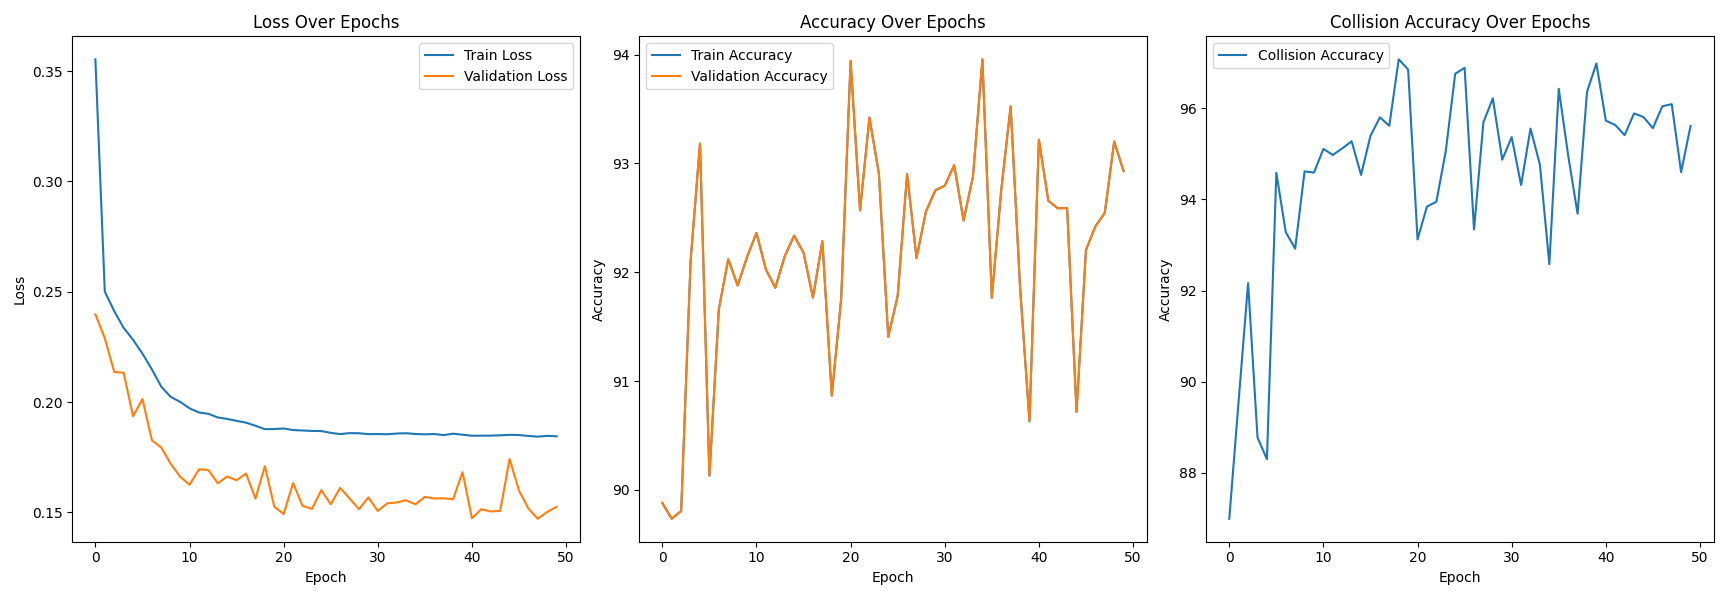 Loss Over Epochs
Train Loss
Validation Loss
0.35
0.30
0.25
0.20
0.15
Loss
0 10 20 30 40 50
Epoch
Accuracy Over Epochs
Train Accuracy
Validation Accuracy
94
93
92
91
90
Accuracy
0 10 20 30 40 50
Epoch
Collision Accuracy Over Epochs
Collision Accuracy
96
94
92
90
88
Accuracy
0 10 20 30 40 50
Epoch